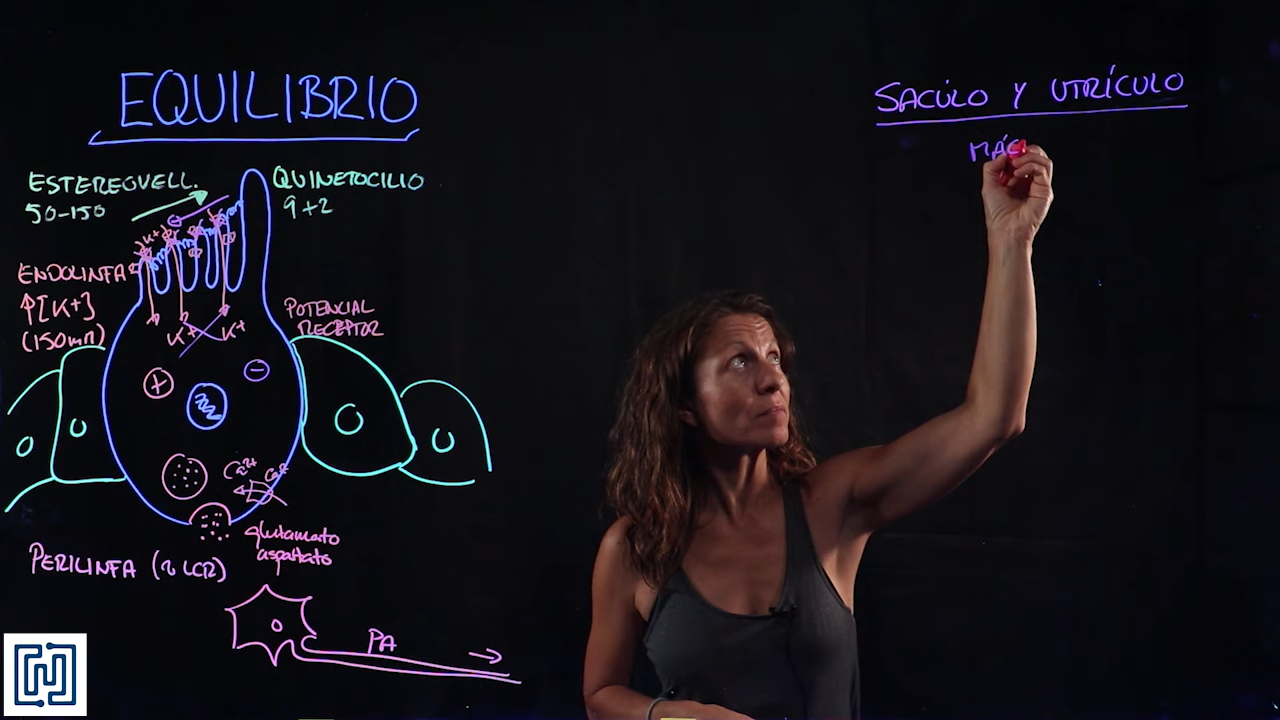 EQUILIBRIO
SACÚLO Y UTRÍCULO
MÁC
ESTEREOVELL.
50-150
QUINETOCILIO
9+2
K+
ENDOLINFA
↑[K+]
(150mM)
K+ K+
POTENCIAL
RECEPTOR
+
-
Ca2+ Ca2+
glutamato
aspartato
PERILINFA (≈ LCR)
PA